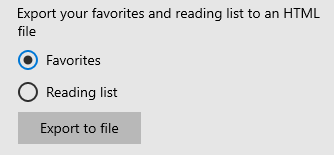 Export your favorites and reading list to an HTML
file
Favorites
Reading list
Export to file